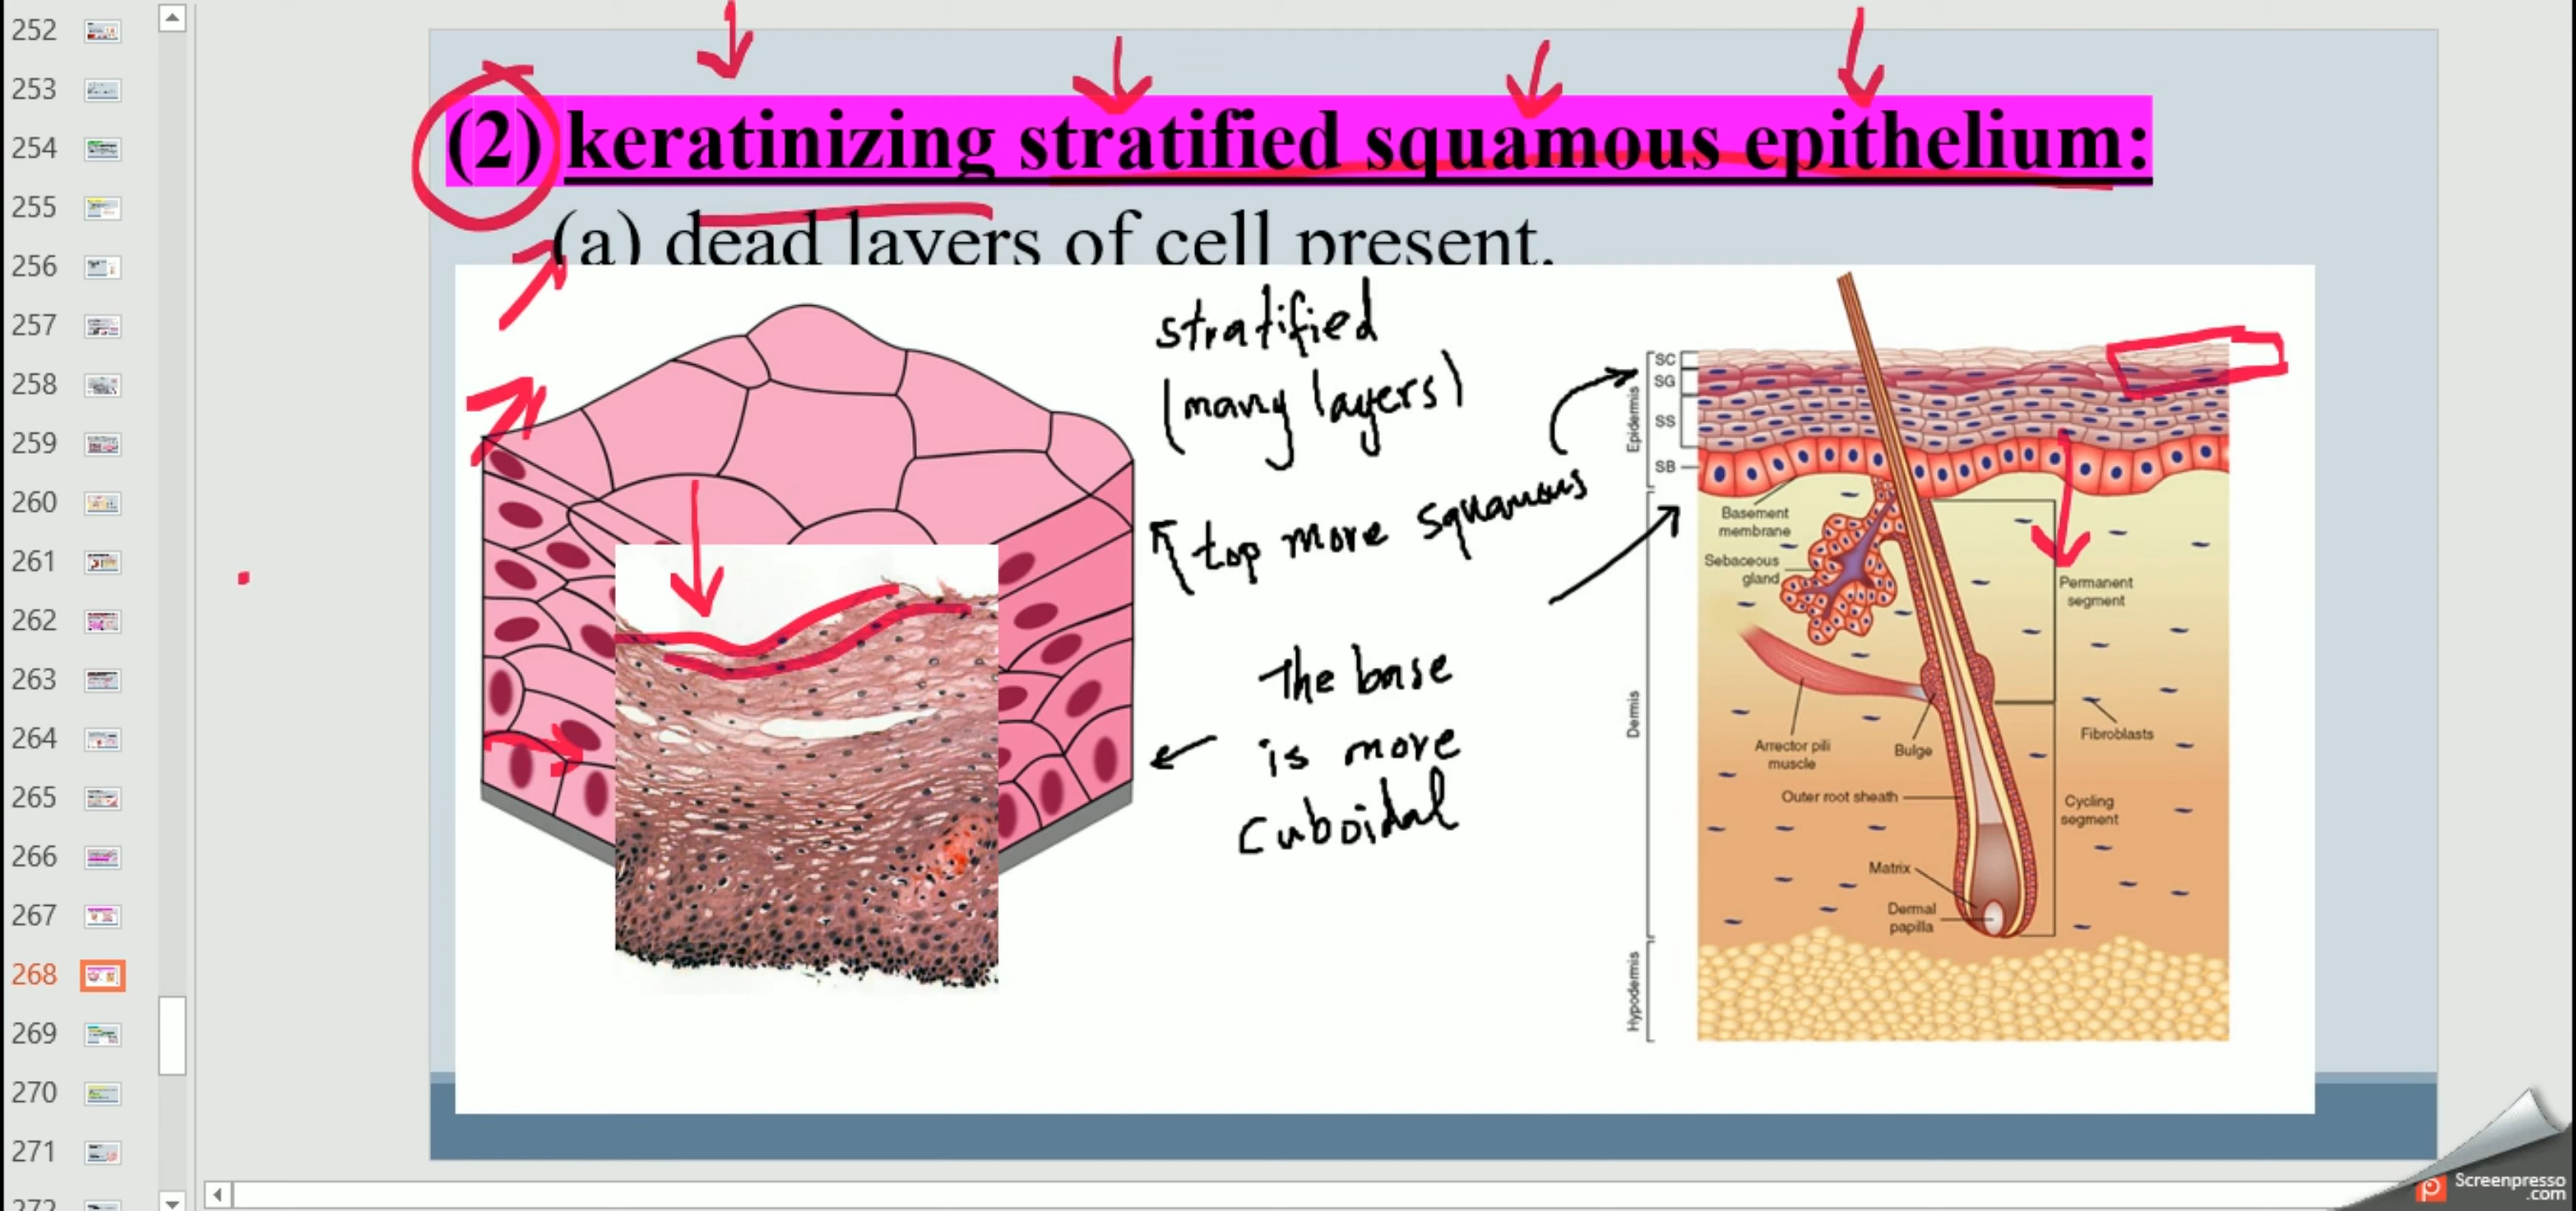 252
253
254
255
256
257
258
259
260
261
262
263
264
265
266
267
268
269
270
271
272
(2) keratinizing stratified squamous epithelium:
(a) dead layers of cell present.
stratified
(many layers)
top more squamous
The base
is more
cuboidal
Epidermis
SC
SG
SS
SB
Basement
membrane
Sebaceous
gland
Permanent
segment
Dermis
Fibroblasts
Arrector pili
muscle
Bulge
Outer root sheath
Cycling
segment
Matrix
Dermal
papilla
Hypodermis
Screenpresso
.com